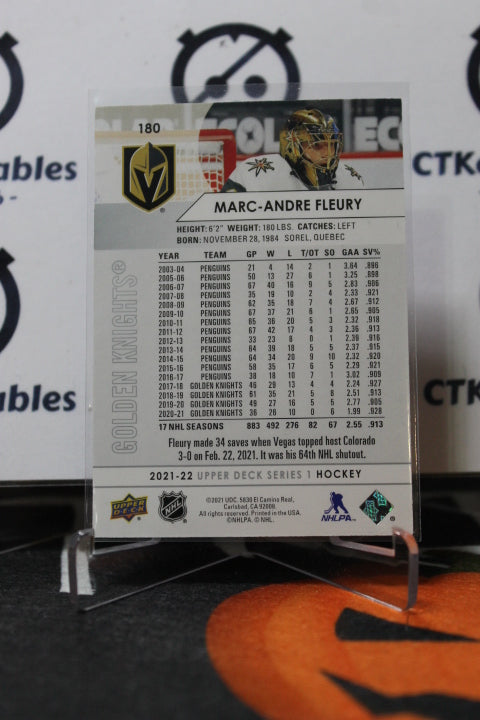 180
MARC-ANDRE FLEURY
HEIGHT: 6'2" WEIGHT: 180 LBS. CATCHES: LEFT
BORN: NOVEMBER 28, 1984 SOREL, QUEBEC
GOLDEN KNIGHTS®
YEAR TEAM GP W L T/OT SO GAA SV%
2003-04 PENGUINS 21 4 14 2 1 3.64 .896
2005-06 PENGUINS 50 13 27 6 1 3.25 .898
2006-07 PENGUINS 67 40 16 9 5 2.83 .906
2007-08 PENGUINS 35 19 10 2 4 2.33 .921
2008-09 PENGUINS 62 35 18 7 4 2.67 .912
2009-10 PENGUINS 67 37 21 6 1 2.65 .905
2010-11 PENGUINS 65 36 20 5 3 2.32 .918
2011-12 PENGUINS 67 42 17 4 3 2.36 .913
2012-13 PENGUINS 33 23 8 0 1 2.39 .916
2013-14 PENGUINS 64 39 18 5 5 2.37 .915
2014-15 PENGUINS 64 34 20 9 10 2.32 .920
2015-16 PENGUINS 58 35 17 6 5 2.29 .921
2016-17 PENGUINS 38 18 10 7 1 3.02 .909
2017-18 GOLDEN KNIGHTS 46 29 13 4 4 2.24 .927
2018-19 GOLDEN KNIGHTS 61 35 21 5 8 2.51 .913
2019-20 GOLDEN KNIGHTS 49 27 16 5 5 2.77 .905
2020-21 GOLDEN KNIGHTS 36 26 10 0 6 1.99 .928
17 NHL SEASONS 883 492 276 82 67 2.55 .913
Fleury made 34 saves when Vegas topped host Colorado
3-0 on Feb. 22, 2021. It was his 64th NHL shutout.
2021-22 UPPER DECK SERIES 1 HOCKEY
UPPER DECK
NHL
©2021 UDC. 5830 El Camino Real,
Carlsbad, CA 92008.
All rights reserved. Printed in the USA.
©NHLPA. © NHL.
NHLPA
CTK
CTK